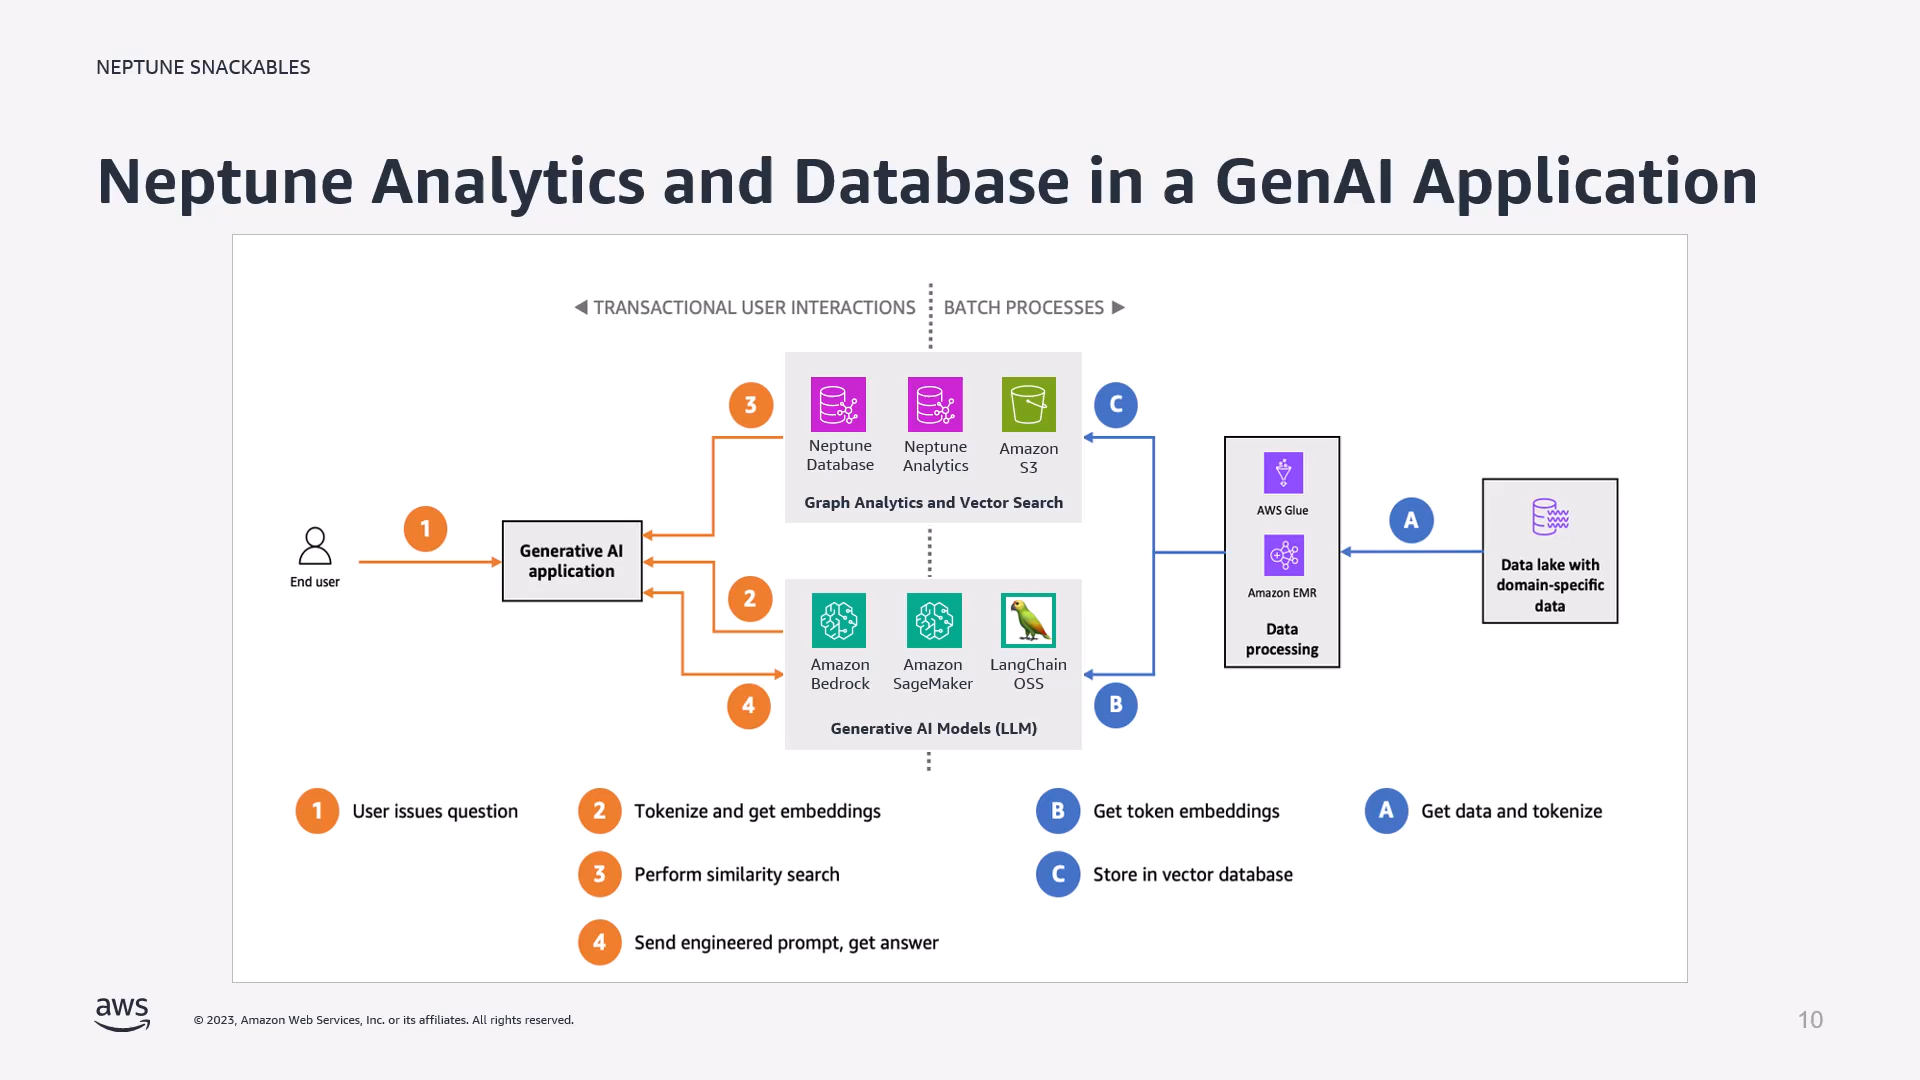 NEPTUNE SNACKABLES
Neptune Analytics and Database in a GenAI Application
TRANSACTIONAL USER INTERACTIONS
BATCH PROCESSES
3
Neptune
Database
Neptune
Analytics
Amazon
S3
Graph Analytics and Vector Search
C
1
End user
Generative AI
application
2
4
Amazon
Bedrock
Amazon
SageMaker
LangChain
OSS
Generative AI Models (LLM)
B
AWS Glue
Amazon EMR
Data
processing
A
Data lake with
domain-specific
data
1 User issues question
2 Tokenize and get embeddings
3 Perform similarity search
4 Send engineered prompt, get answer
B Get token embeddings
C Store in vector database
A Get data and tokenize
aws
© 2023, Amazon Web Services, Inc. or its affiliates. All rights reserved.
10